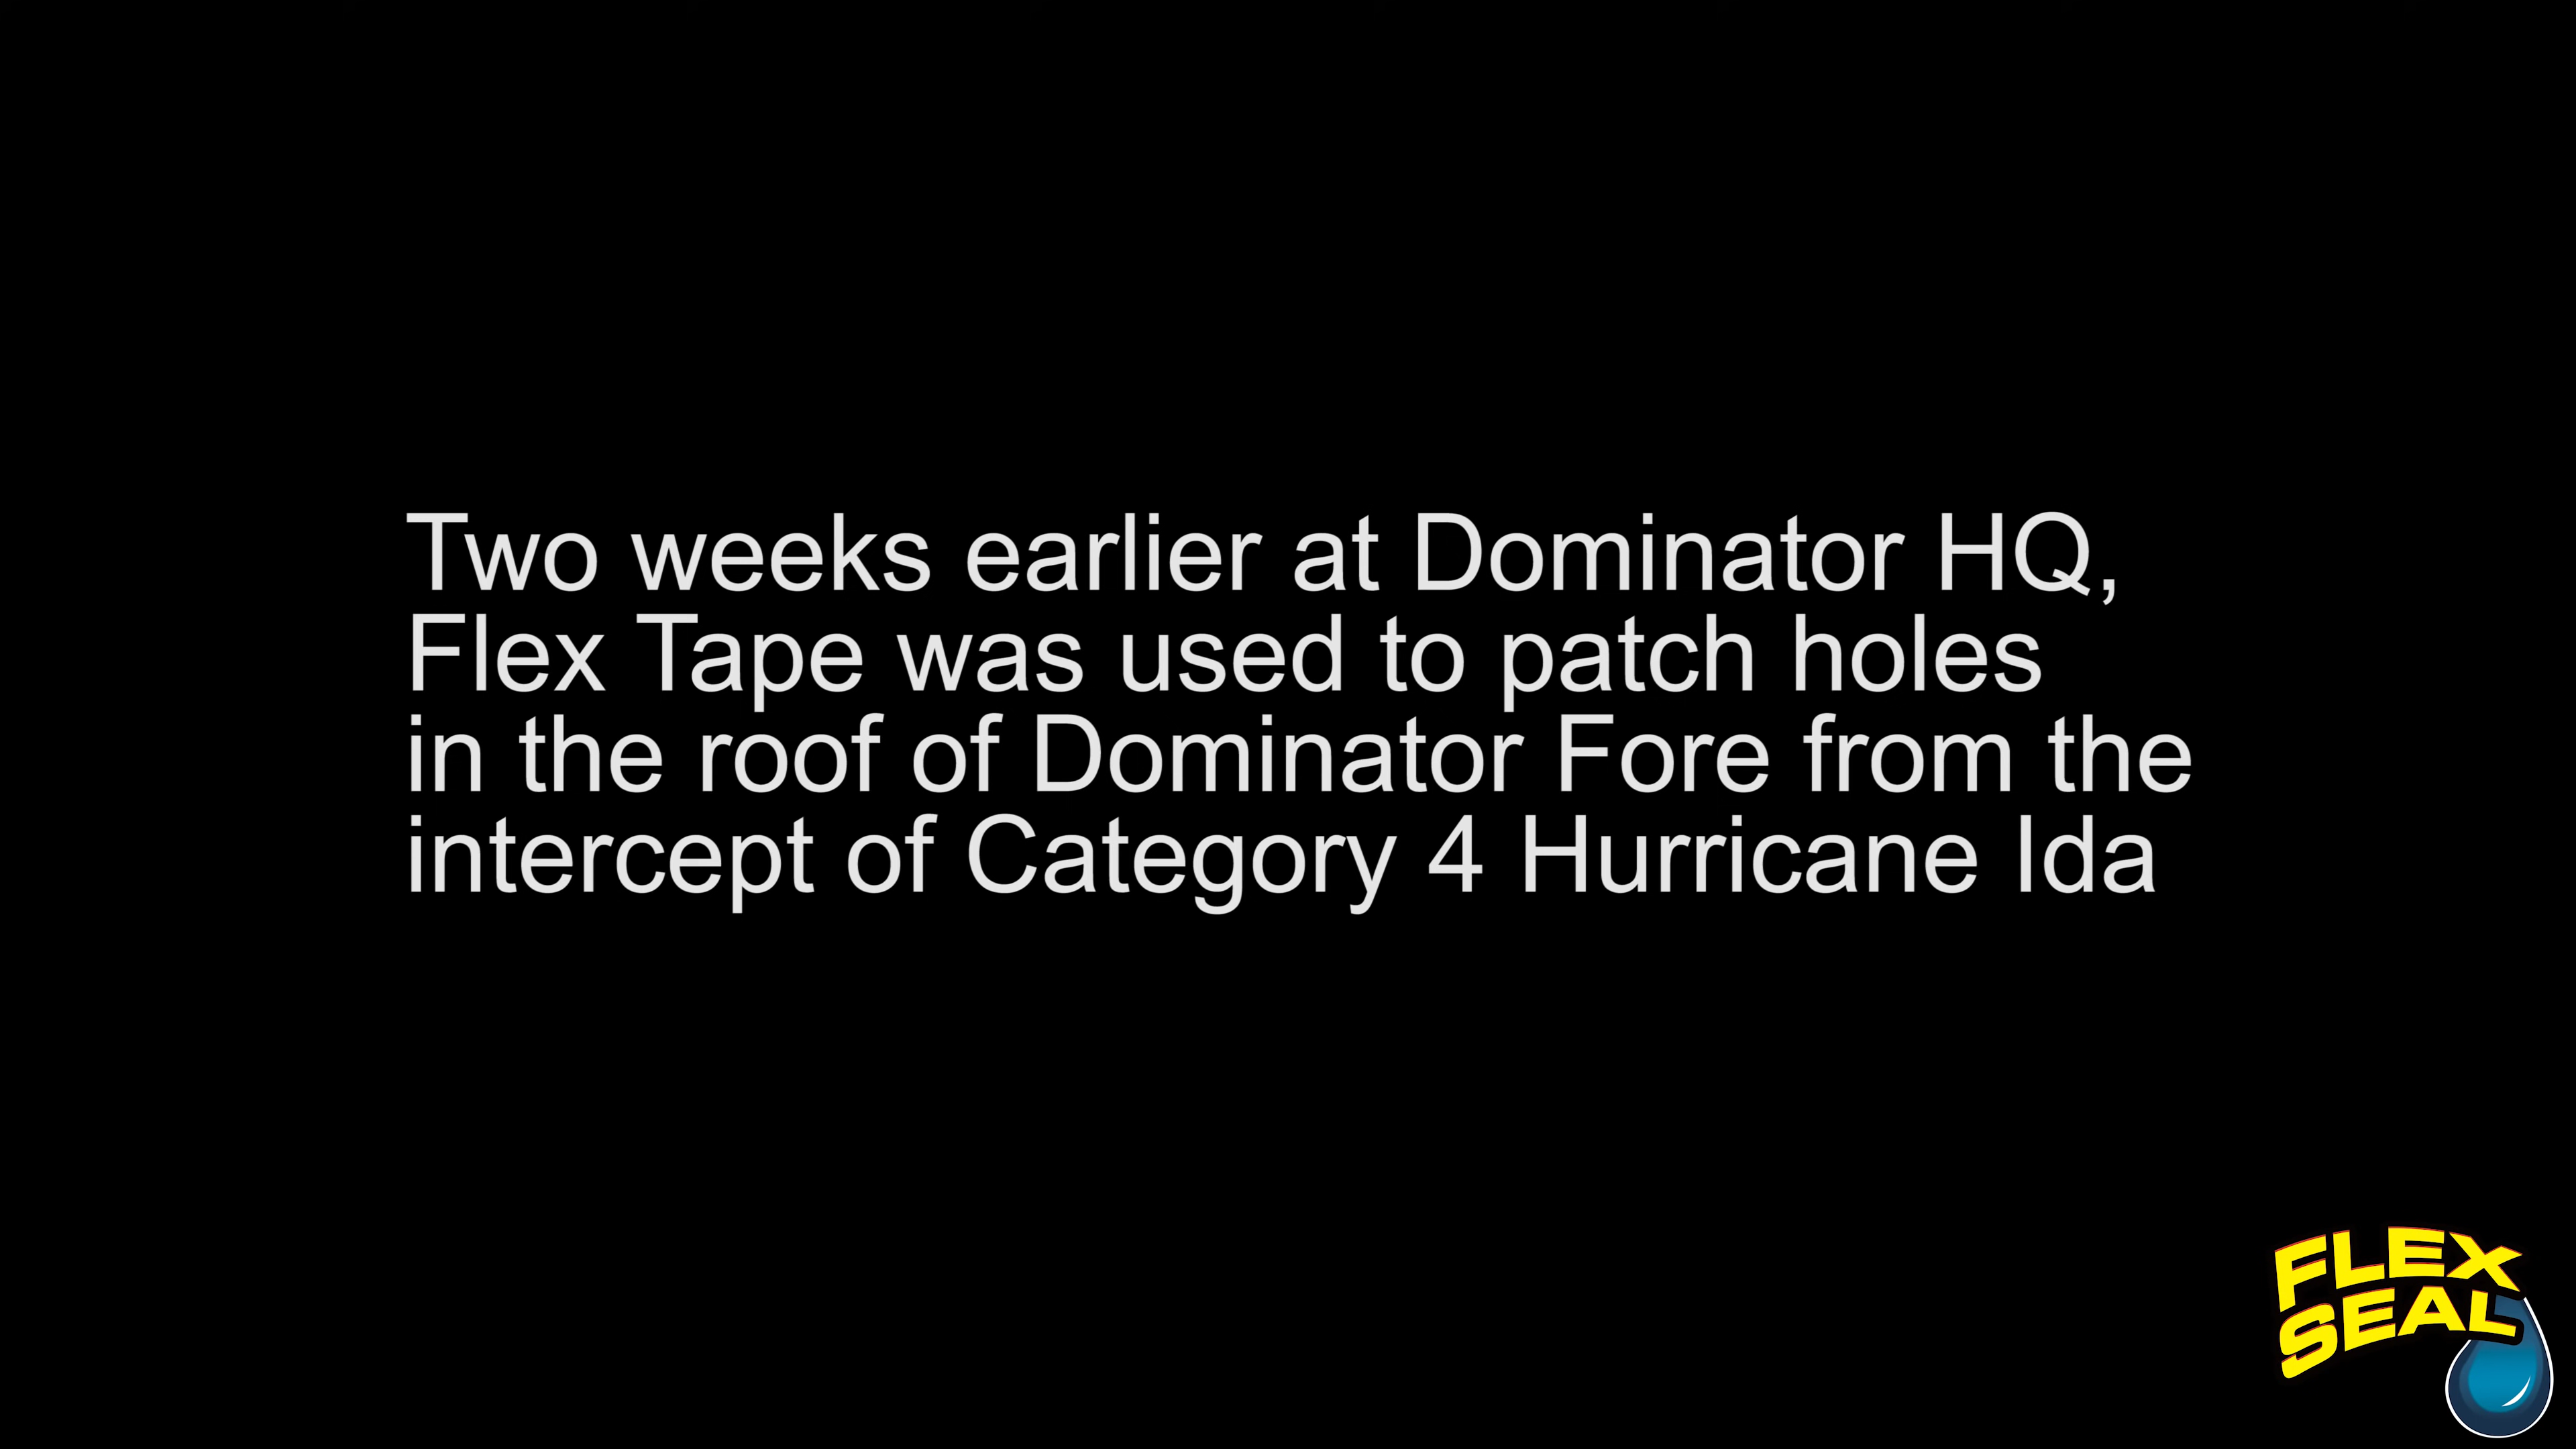 Two weeks earlier at Dominator HQ,
Flex Tape was used to patch holes
in the roof of Dominator Fore from the
intercept of Category 4 Hurricane Ida
FLEX
SEAL